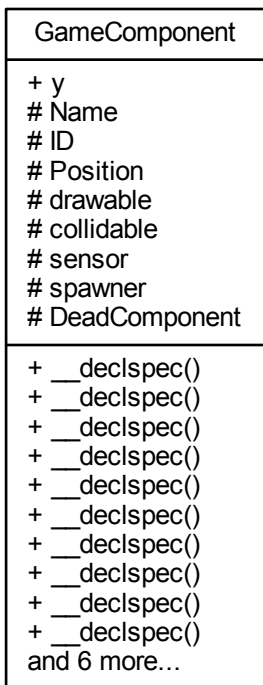 GameComponent
+ y
# Name
# ID
# Position
# drawable
# collidable
# sensor
# spawner
# DeadComponent
+ __declspec()
+ __declspec()
+ __declspec()
+ __declspec()
+ __declspec()
+ __declspec()
+ __declspec()
+ __declspec()
+ __declspec()
+ __declspec()
and 6 more...